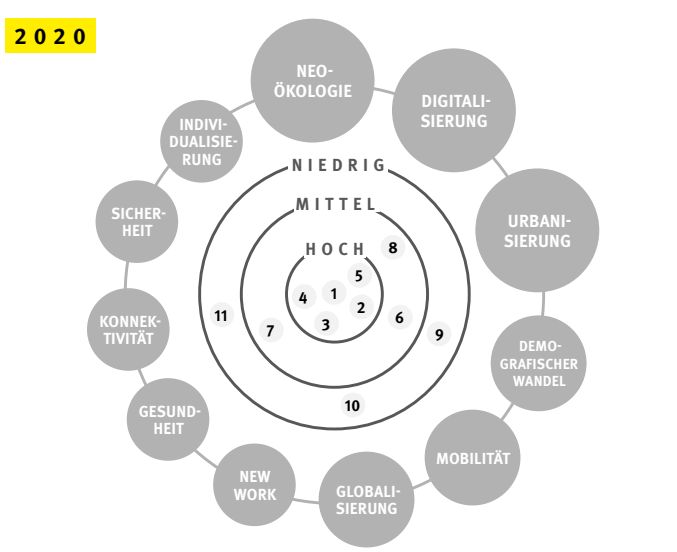 2020
NEO-
ÖKOLOGIE
DIGITALI-
SIERUNG
URBANI-
SIERUNG
DEMO-
GRAFISCHER
WANDEL
MOBILITÄT
GLOBALI-
SIERUNG
NEW
WORK
GESUND-
HEIT
KONNEK-
TIVITÄT
SICHER-
HEIT
INDIVI-
DUALISIE-
RUNG
NIEDRIG
MITTEL
HOCH
8
5
4
1
2
3
6
7
11
9
10